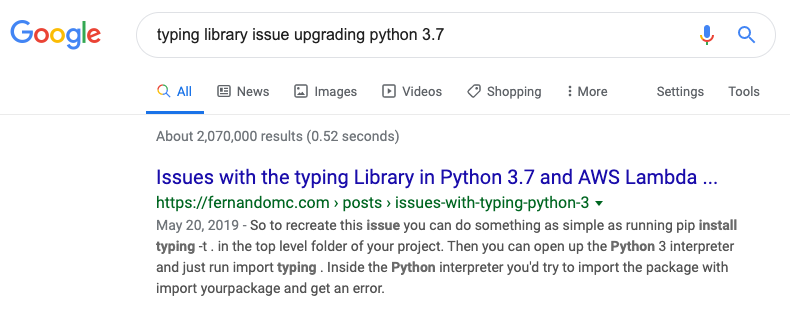 Google
typing library issue upgrading python 3.7
All News Images Videos Shopping More Settings Tools
About 2,070,000 results (0.52 seconds)
Issues with the typing Library in Python 3.7 and AWS Lambda ...
https://fernandomc.com › posts › issues-with-typing-python-3
May 20, 2019 - So to recreate this issue you can do something as simple as running pip install
typing -t . in the top level folder of your project. Then you can open up the Python 3 interpreter
and just run import typing . Inside the Python interpreter you'd try to import the package with
import yourpackage and get an error.